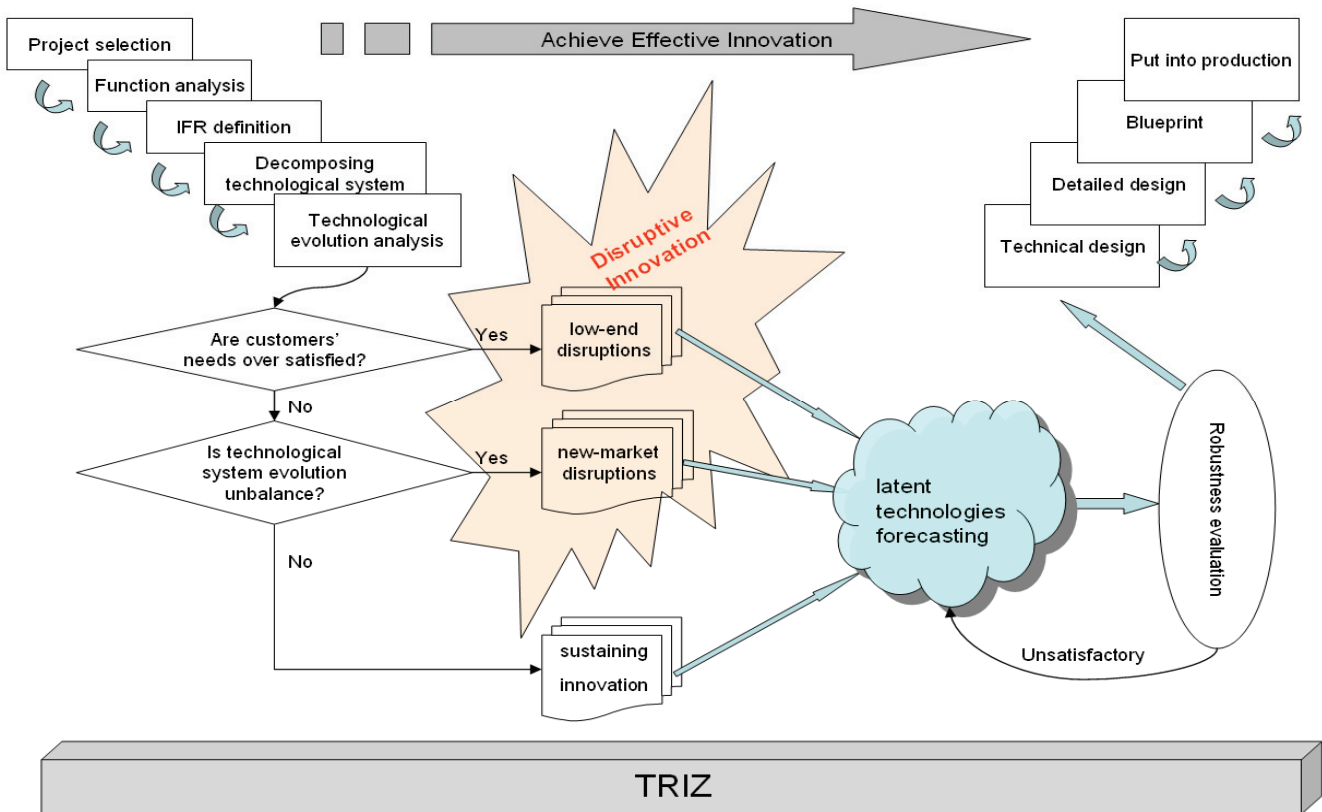 Project selection
Function analysis
IFR definition
Decomposing
technological system
Technological
evolution analysis
Achieve Effective Innovation
Put into production
Blueprint
Detailed design
Technical design
Disruptive
Innovation
Are customers'
needs over satisfied?
Yes
low-end
disruptions
No
Is technological
system evolution
unbalance?
Yes
new-market
disruptions
No
sustaining
innovation
latent
technologies
forecasting
Robustness evaluation
Unsatisfactory
TRIZ